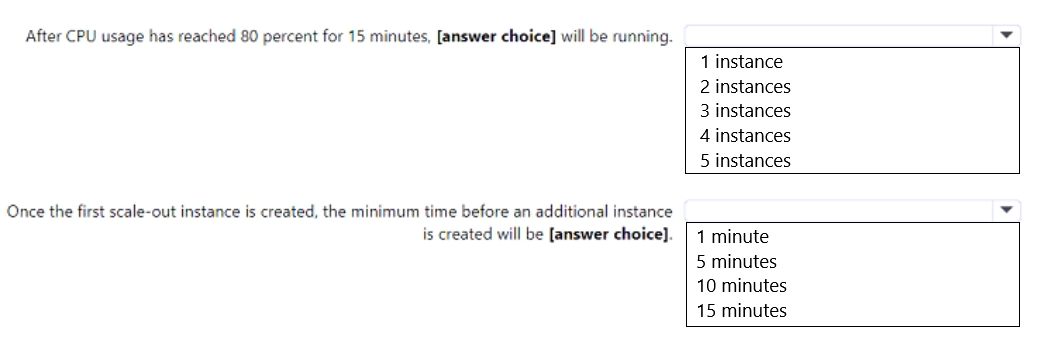 After CPU usage has reached 80 percent for 15 minutes, [answer choice] will be running.
1 instance
2 instances
3 instances
4 instances
5 instances
Once the first scale-out instance is created, the minimum time before an additional instance
is created will be [answer choice].
1 minute
5 minutes
10 minutes
15 minutes